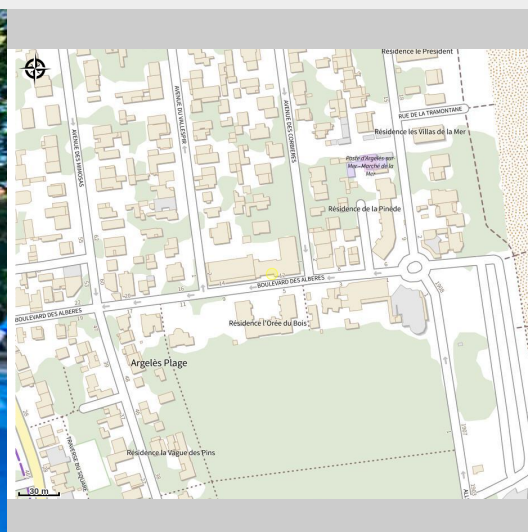 Résidence le Président
RUE DE LA TRAMONTANE
Résidence les Villas de la Mer
AVENUE DES MIMOSAS
AVENUE DU VALLESPIR
AVENUE DES CORBIÈRES
Poste d'Argelès-sur
Mer-Marché de la
Mer
Résidence de la Pinède
BOULEVARD DES ALBERES
BOULEVARD DES ALBERES
Résidence l'Orée du Bois
Argelès Plage
TRAVERSE DU SQUARE
Résidence la Vague des Pins
30 m